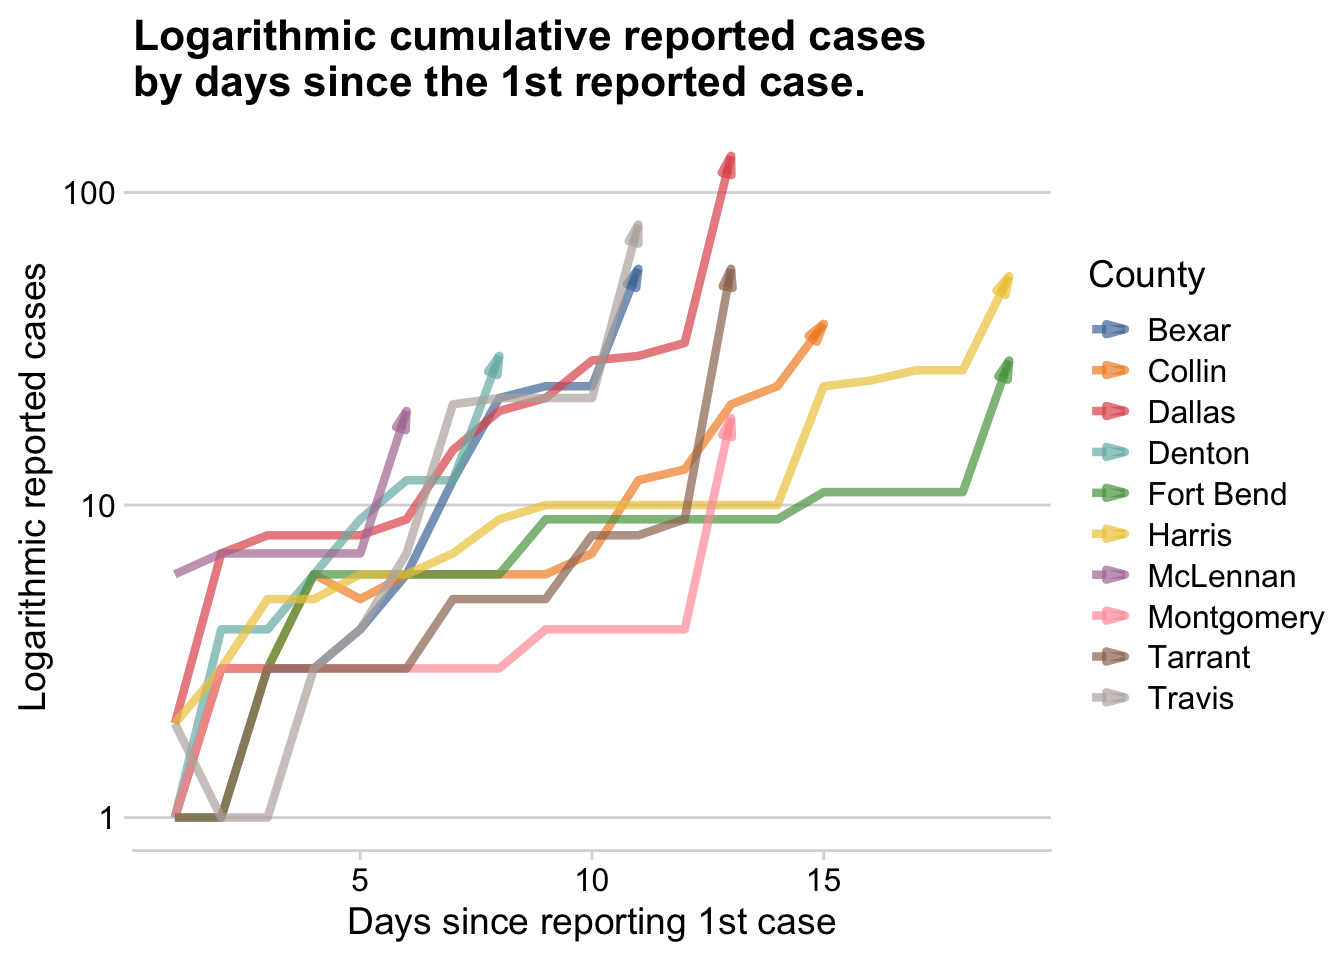 Logarithmic cumulative reported cases
by days since the 1st reported case.
100
10
1
Logarithmic reported cases
5 10 15
Days since reporting 1st case
County
Bexar
Collin
Dallas
Denton
Fort Bend
Harris
McLennan
Montgomery
Tarrant
Travis